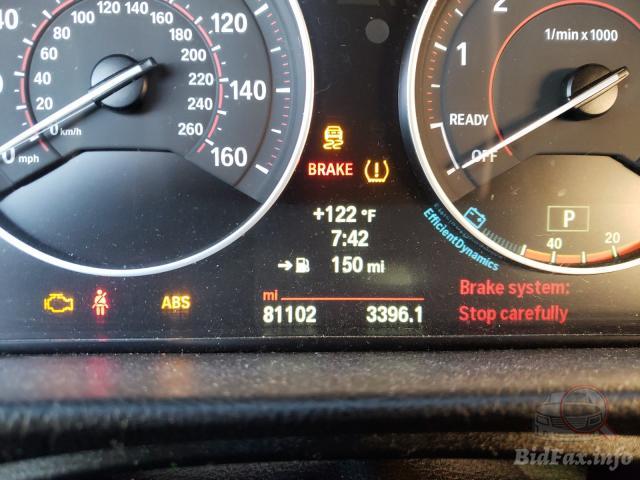 120
100
80
60
40
20
0 km/h
0 mph
140
160
180
200
220
240
260
120
140
160
BRAKE
+122 °F
7:42
150 mi
ABS
mi
81102 3396.1
1
2
1/min x 1000
READY
OFF
EfficientDynamics
P
40 20
Brake system:
Stop carefully
BidFax.info